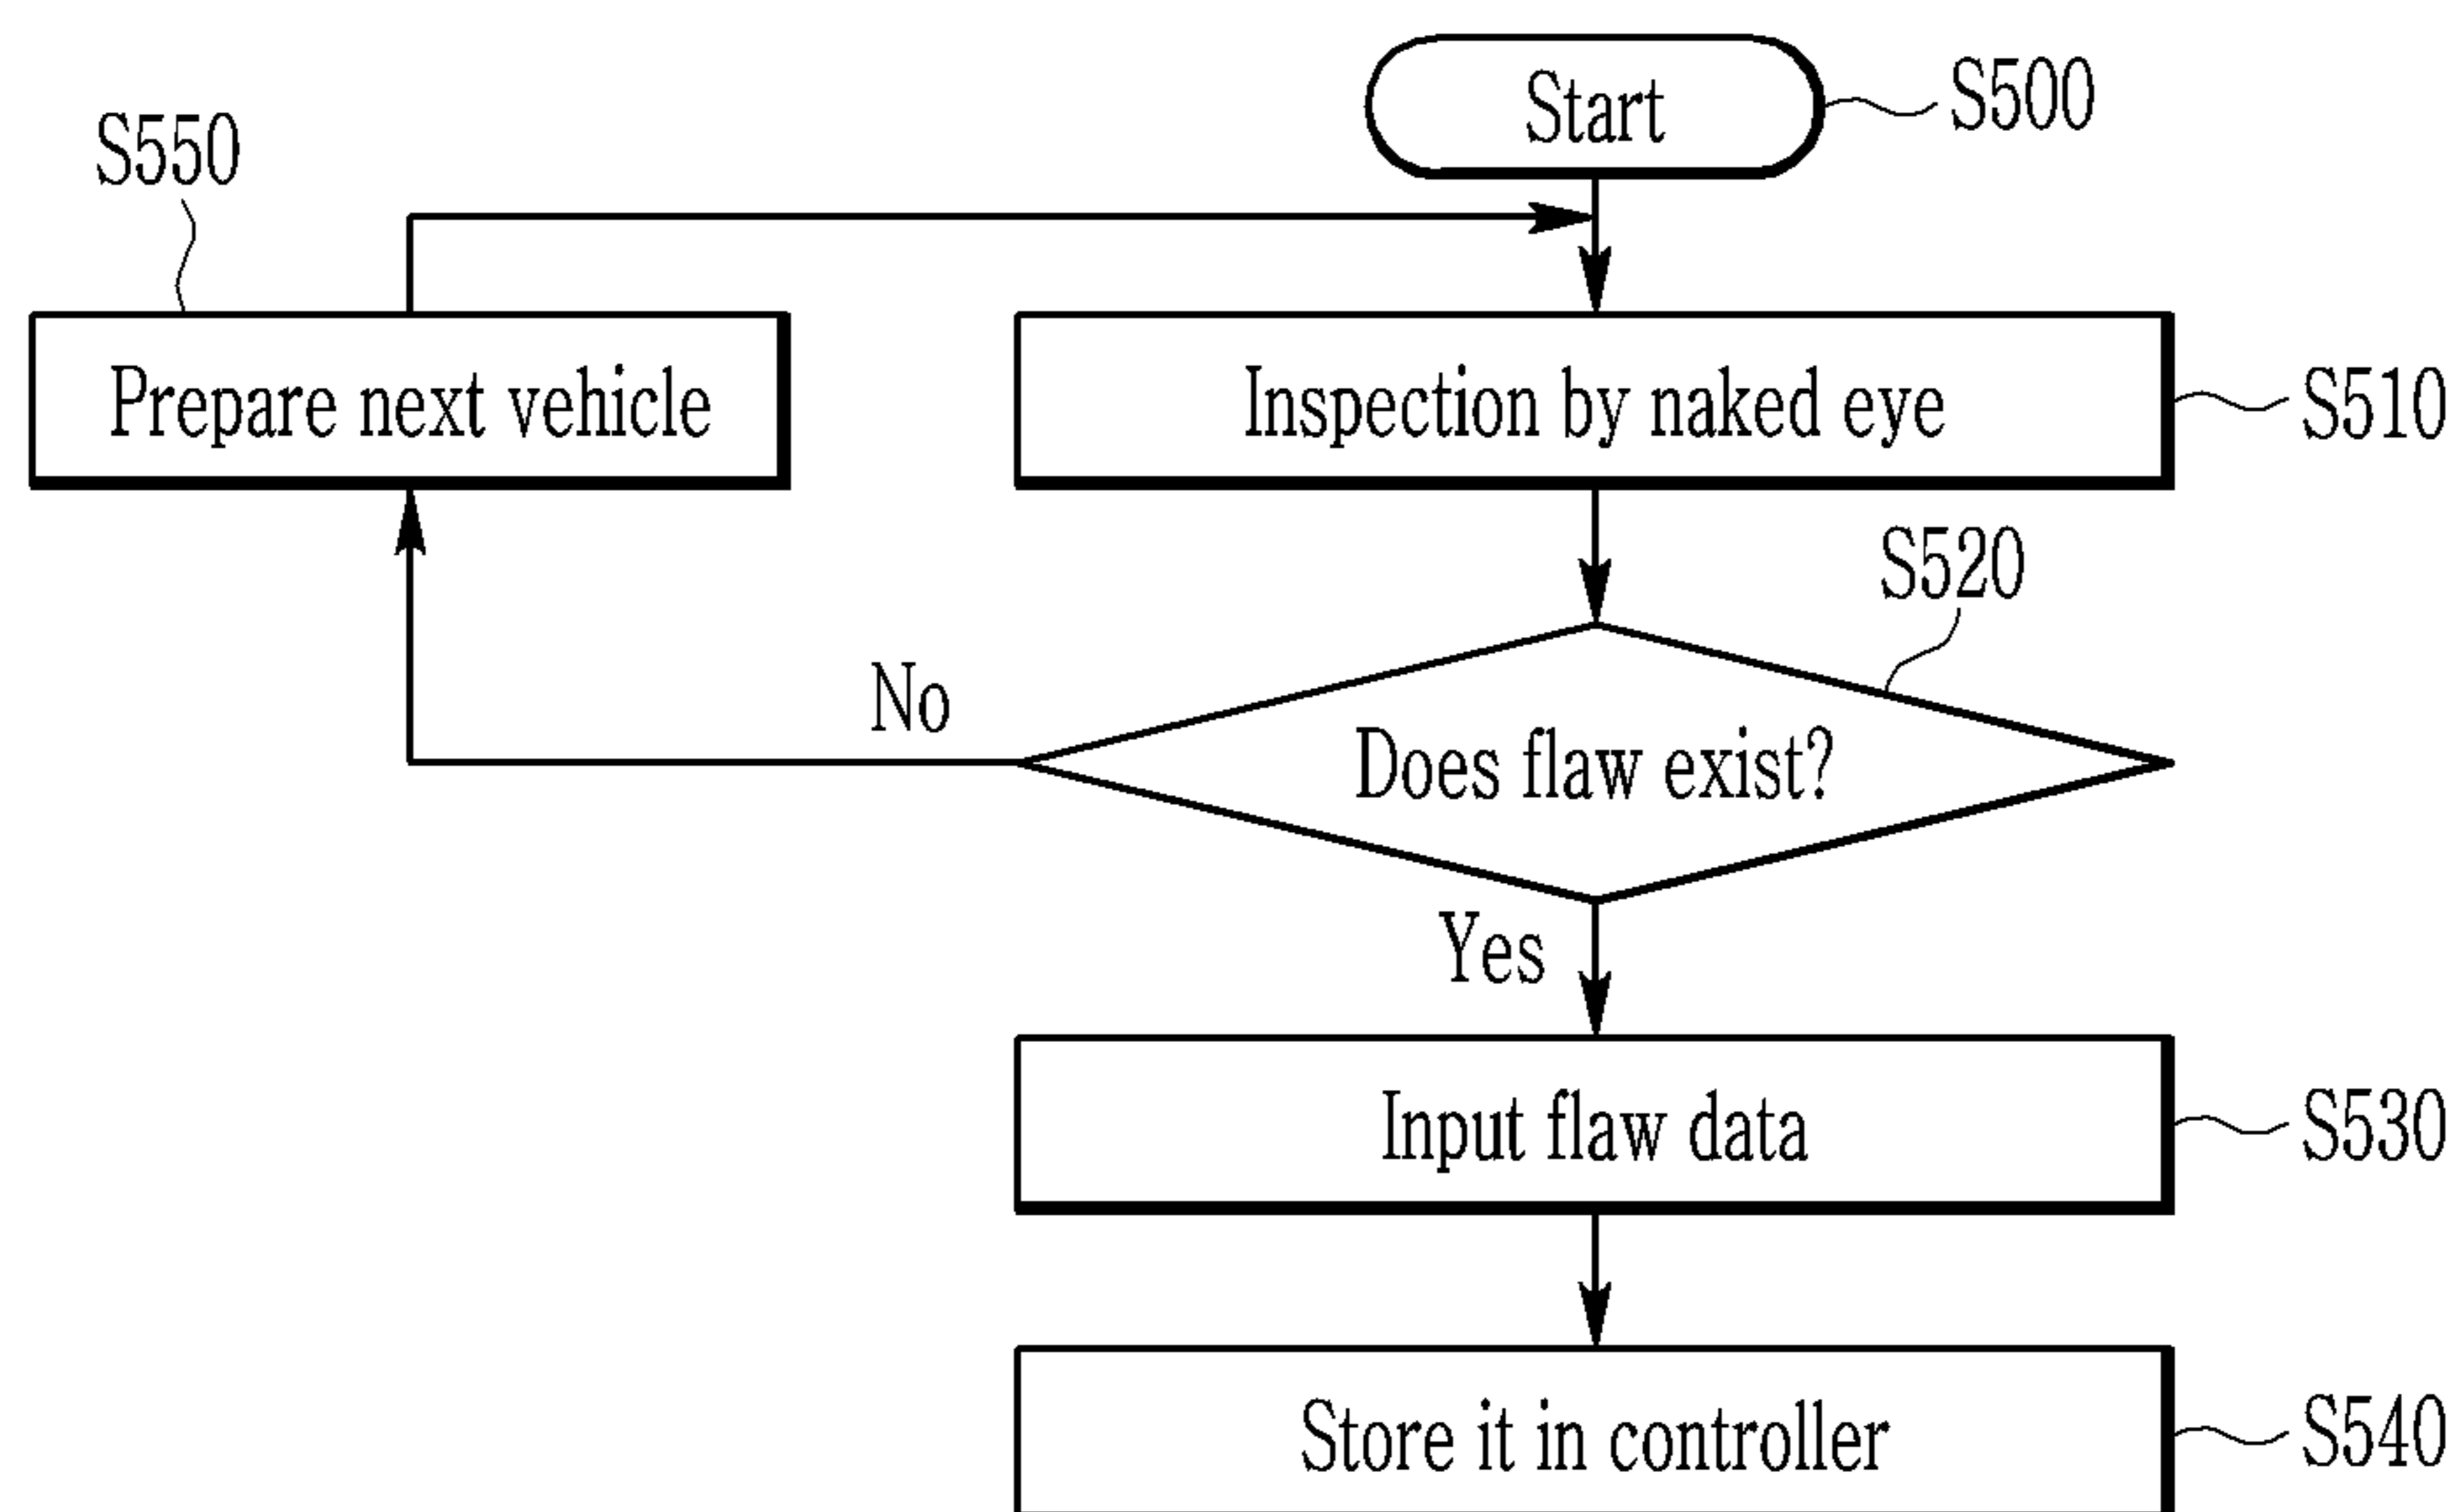 Start
S500
S550
Prepare next vehicle
Inspection by naked eye
S510
S520
No
Does flaw exist?
Yes
Input flaw data
S530
Store it in controller
S540